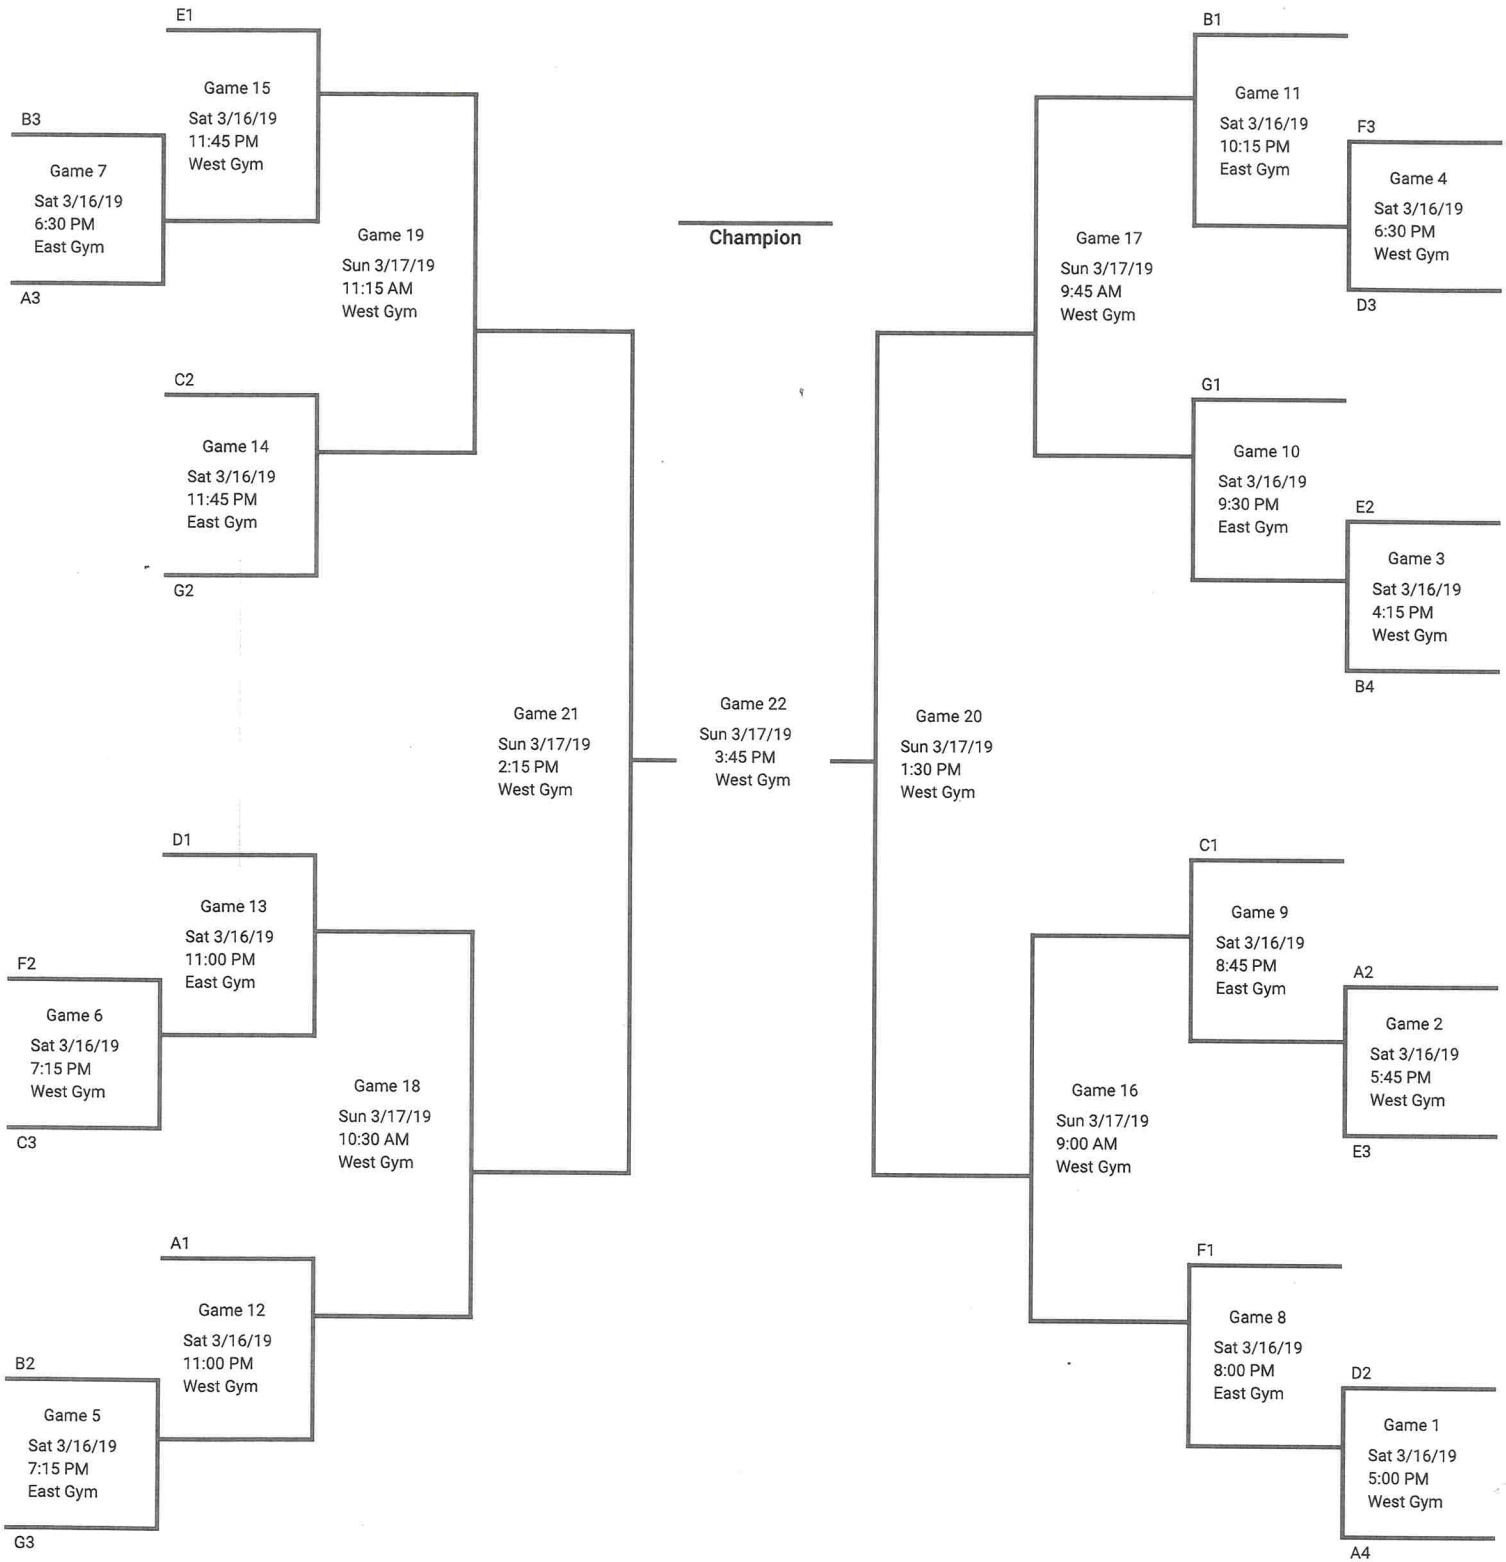 E1
Game 15
Sat 3/16/19
11:45 PM
West Gym
B3
Game 7
Sat 3/16/19
6:30 PM
East Gym
A3
Game 19
Sun 3/17/19
11:15 AM
West Gym
C2
Game 14
Sat 3/16/19
11:45 PM
East Gym
G2
Game 21
Sun 3/17/19
2:15 PM
West Gym
D1
Game 13
Sat 3/16/19
11:00 PM
East Gym
F2
Game 6
Sat 3/16/19
7:15 PM
West Gym
C3
Game 18
Sun 3/17/19
10:30 AM
West Gym
A1
Game 12
Sat 3/16/19
11:00 PM
West Gym
B2
Game 5
Sat 3/16/19
7:15 PM
East Gym
G3
Champion
Game 22
Sun 3/17/19
3:45 PM
West Gym
B1
Game 11
Sat 3/16/19
10:15 PM
East Gym
F3
Game 4
Sat 3/16/19
6:30 PM
West Gym
D3
Game 17
Sun 3/17/19
9:45 AM
West Gym
G1
Game 10
Sat 3/16/19
9:30 PM
East Gym
E2
Game 3
Sat 3/16/19
4:15 PM
West Gym
B4
Game 20
Sun 3/17/19
1:30 PM
West Gym
C1
Game 9
Sat 3/16/19
8:45 PM
East Gym
A2
Game 2
Sat 3/16/19
5:45 PM
West Gym
E3
Game 16
Sun 3/17/19
9:00 AM
West Gym
F1
Game 8
Sat 3/16/19
8:00 PM
East Gym
D2
Game 1
Sat 3/16/19
5:00 PM
West Gym
A4